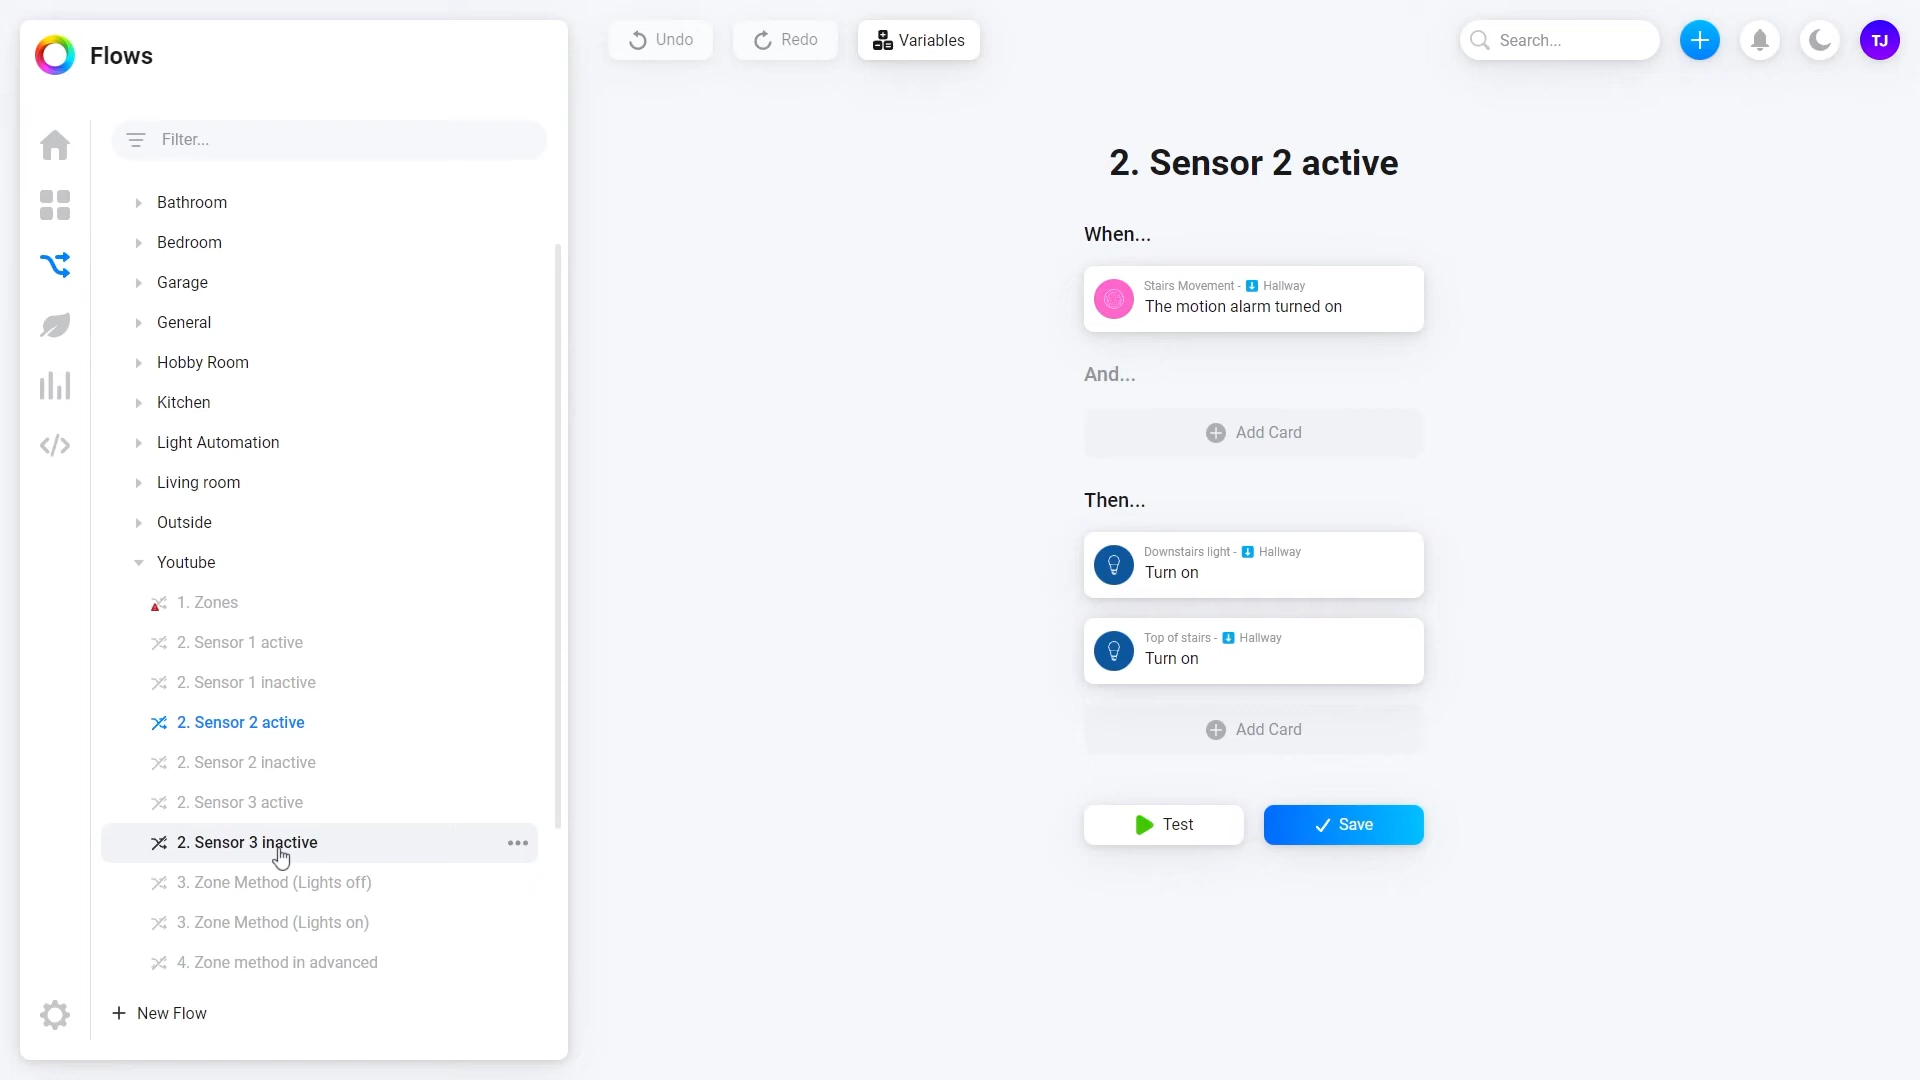 Flows
Filter...
Bathroom
Bedroom
Garage
General
Hobby Room
Kitchen
Light Automation
Living room
Outside
Youtube
1. Zones
2. Sensor 1 active
2. Sensor 1 inactive
2. Sensor 2 active
2. Sensor 2 inactive
2. Sensor 3 active
2. Sensor 3 inactive
3. Zone Method (Lights off)
3. Zone Method (Lights on)
4. Zone method in advanced
New Flow
Undo
Redo
Variables
Search...
TJ
2. Sensor 2 active
When...
Stairs Movement - ⬇ Hallway
The motion alarm turned on
And...
Add Card
Then...
Downstairs light - ⬇ Hallway
Turn on
Top of stairs - ⬇ Hallway
Turn on
Add Card
Test
Save